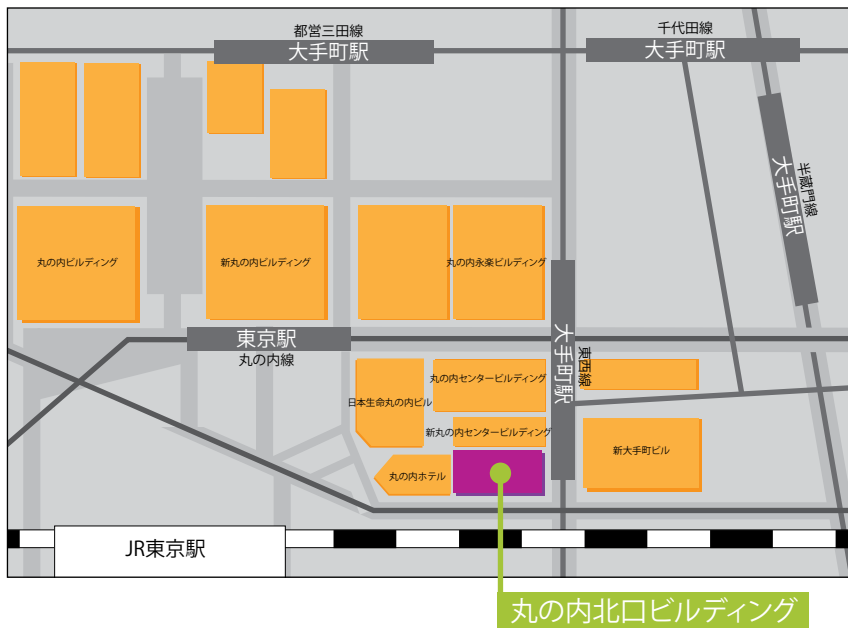 都営三田線
大手町駅
千代田線
大手町駅
半蔵門線
大手町駅
丸の内ビルディング
新丸の内ビルディング
丸の内永楽ビルディング
東京駅
丸の内線
大手町駅
東西線
丸の内センタービルディング
日本生命丸の内ビル
新丸の内センタービルディング
新大手町ビル
丸の内ホテル
JR東京駅
丸の内北口ビルディング